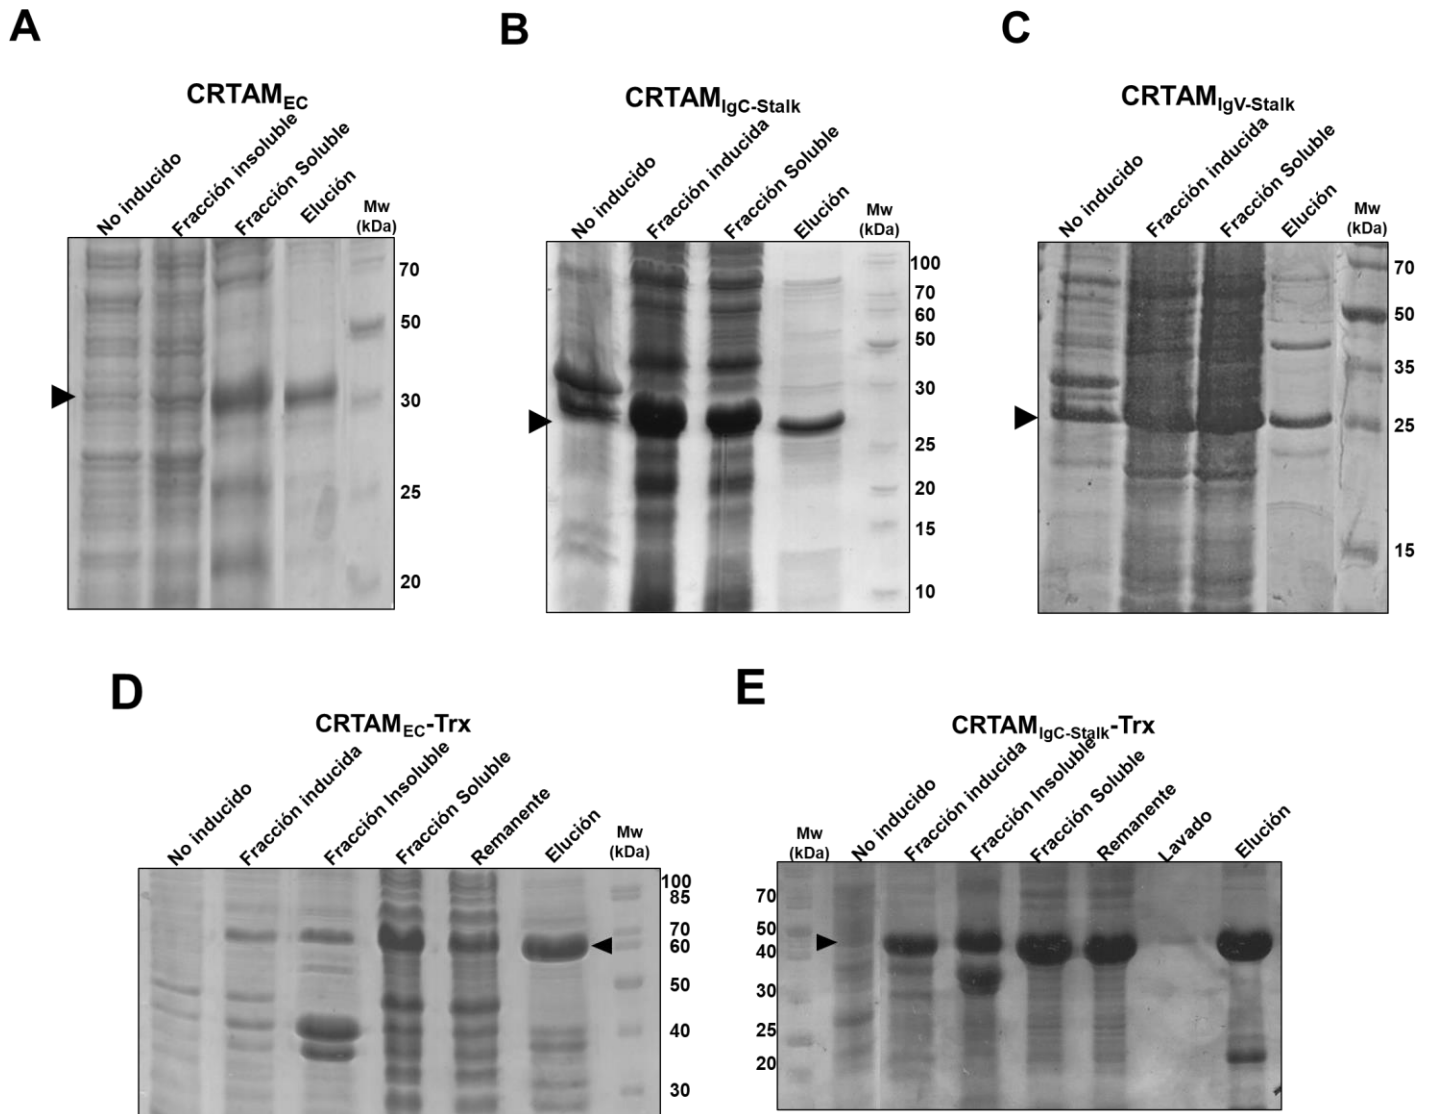 A
CRTAMEC
No inducido
Fracción insoluble
Fracción Soluble
Elución
Mw
(kDa)
70
50
30
25
20
B
CRTAMIgC-Stalk
No inducido
Fracción inducida
Fracción Soluble
Elución
Mw
(kDa)
100
70
60
50
30
25
20
15
10
C
CRTAMIgV-Stalk
No inducido
Fracción inducida
Fracción Soluble
Elución
Mw
(kDa)
70
50
35
25
15
D
CRTAMEC-Trx
No inducido
Fracción inducida
Fracción Insoluble
Fracción Soluble
Remanente
Elución
Mw
(kDa)
100
85
70
60
50
40
30
E
CRTAMIgC-Stalk-Trx
Mw
(kDa)
No inducido
Fracción inducida
Fracción Insoluble
Fracción Soluble
Remanente
Lavado
Elución
70
50
40
30
25
20